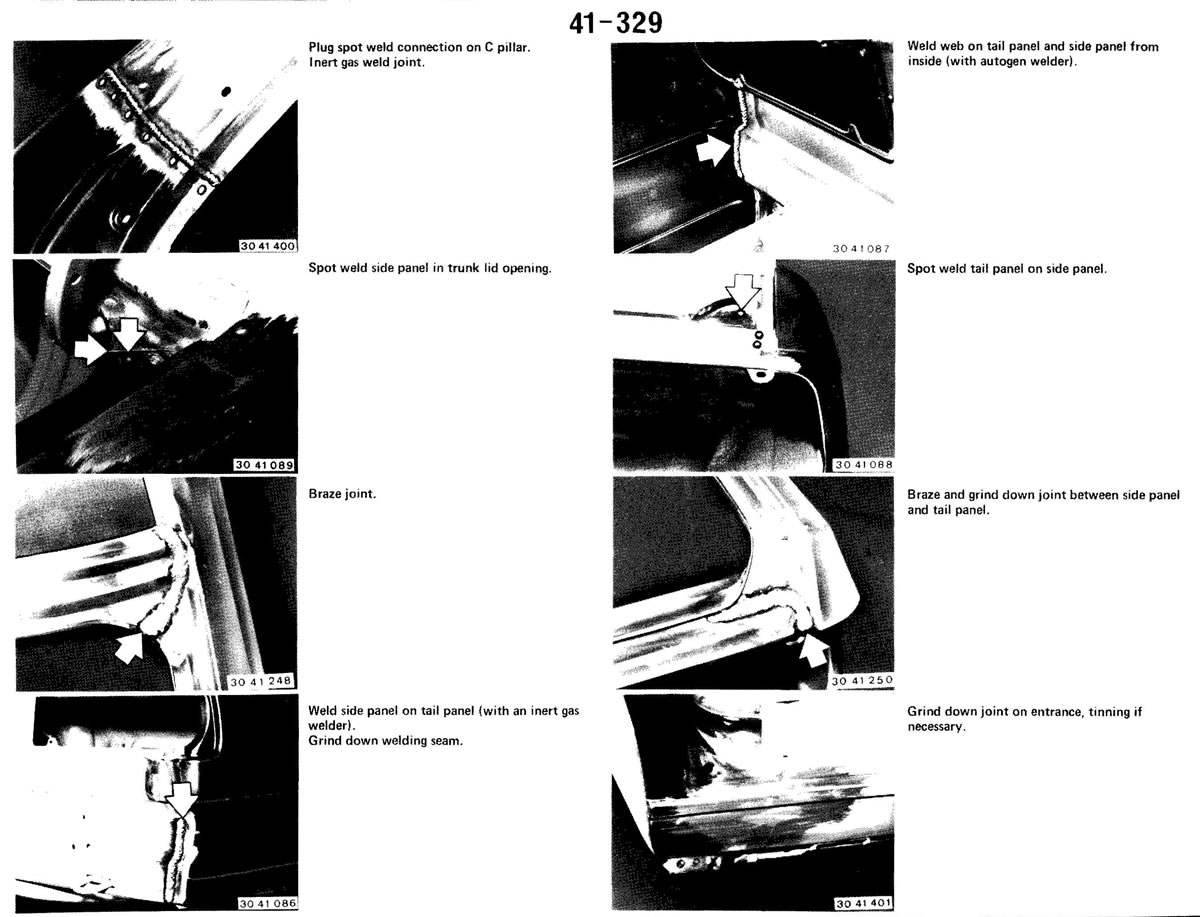 41-329
Plug spot weld connection on C pillar.
Inert gas weld joint.
30 41 400
Spot weld side panel in trunk lid opening.
30 41 089
Braze joint.
30 41 248
Weld side panel on tail panel (with an inert gas
welder).
Grind down welding seam.
30 41 086
Weld web on tail panel and side panel from
inside (with autogen welder).
30 41 087
Spot weld tail panel on side panel.
30 41 088
Braze and grind down joint between side panel
and tail panel.
30 41 250
Grind down joint on entrance, tinning if
necessary.
30 41 401